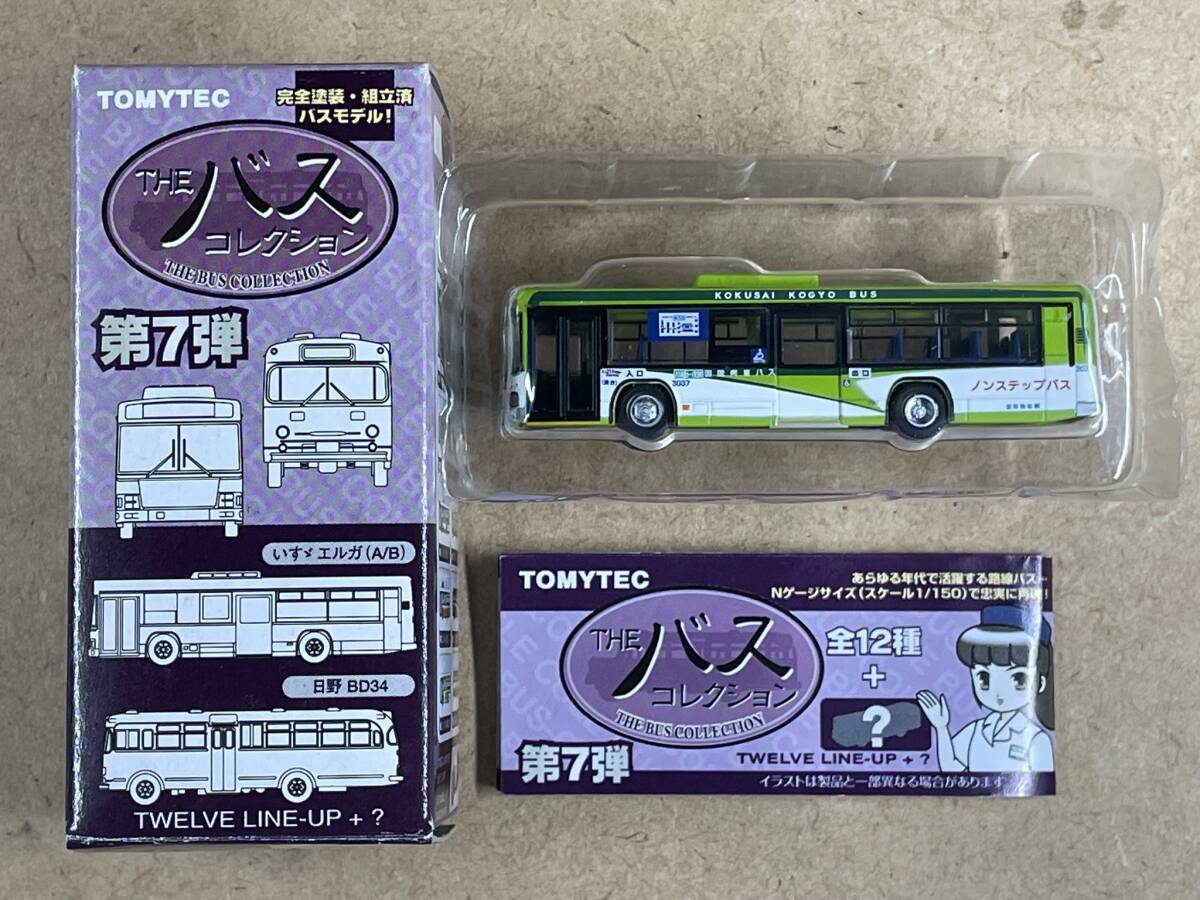 TOMYTEC
完全塗装・組立済
バスモデル!
THE バス
コレクション
THE BUS COLLECTION
第7弾
いすゞエルガ(A/B)
日野 BD34
TWELVE LINE-UP + ?
KOKUSAI KOGYO BUS
入口
3037
国際興業バス
出口
ノンステップバス
TOMYTEC
あらゆる年代で活躍する路線バスー
Nゲージサイズ(スケール1/150)で忠実に再現!
THE バス
コレクション
THE BUS COLLECTION
全12種
+
?
第7弾
TWELVE LINE-UP + ?
イラストは製品と一部異なる場合があります